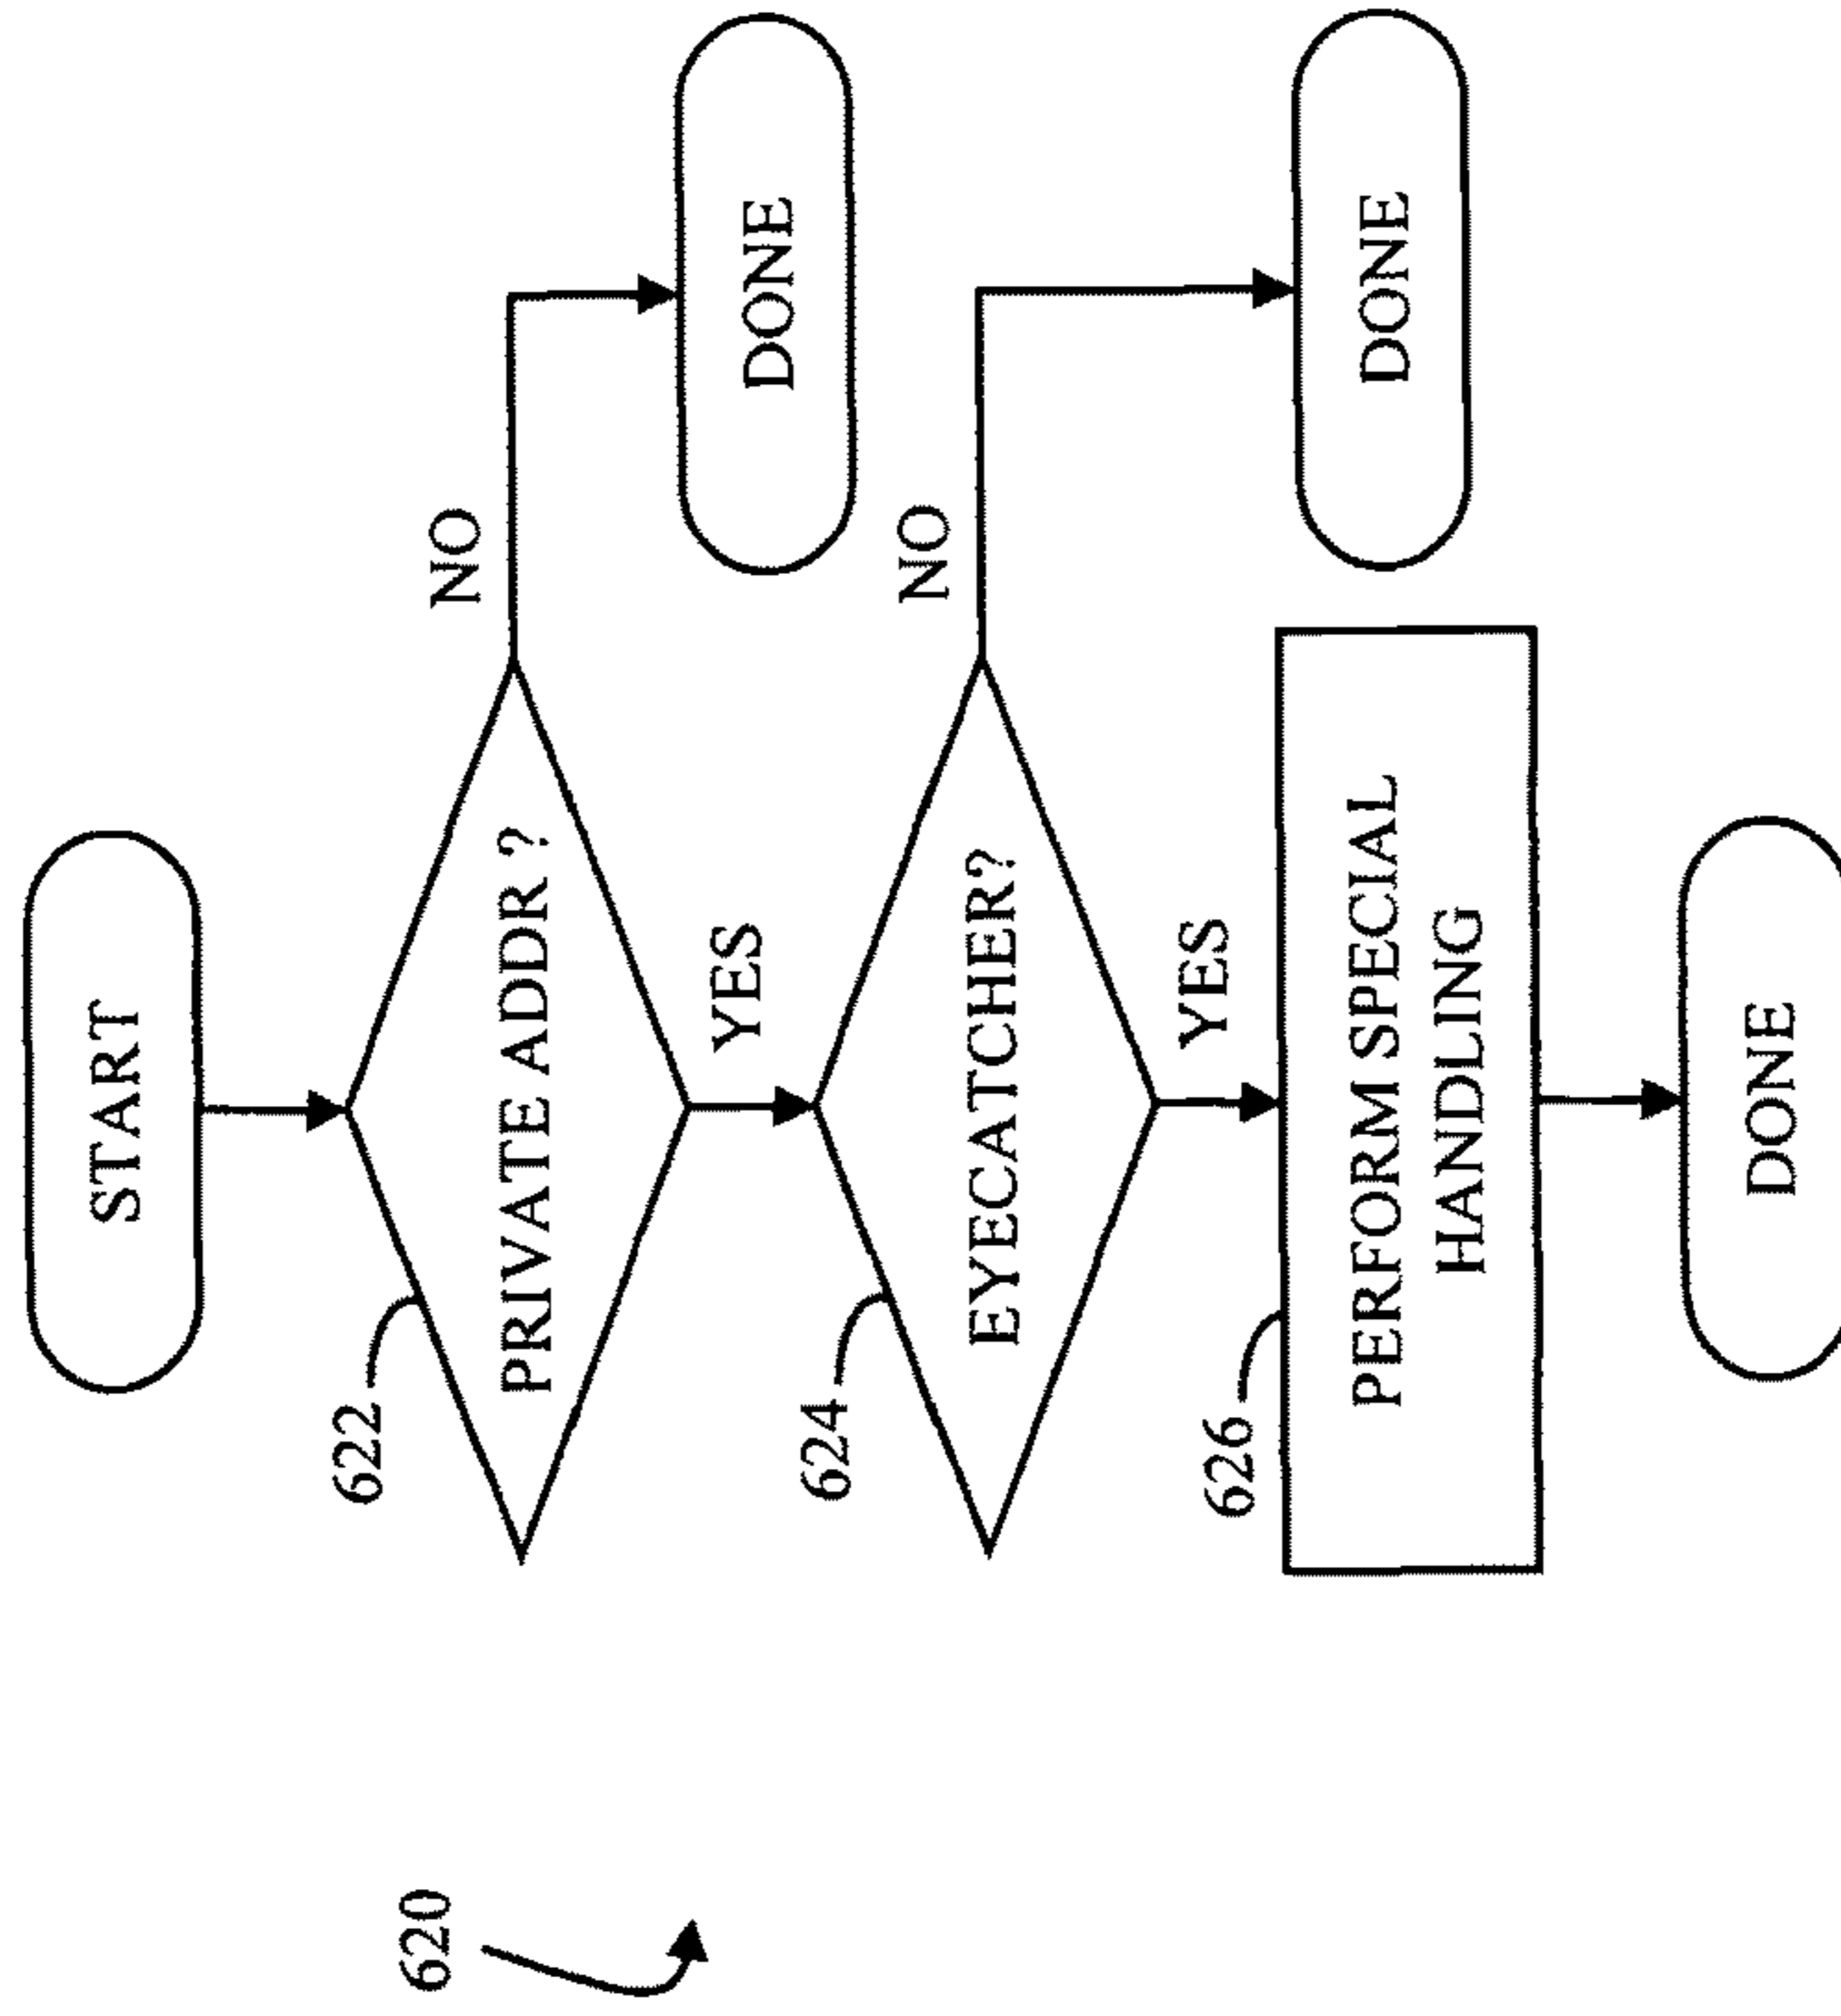 620
START
622
PRIVATE ADDR ?
NO
DONE
YES
624
EYECATCHER?
NO
DONE
YES
626
PERFORM SPECIAL
HANDLING
DONE